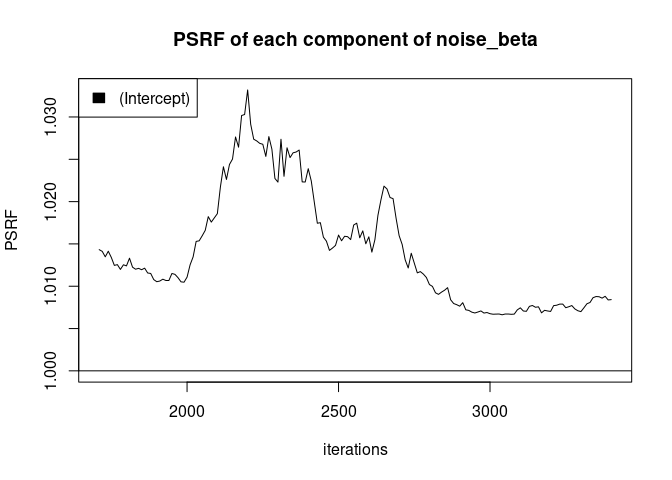 PSRF of each component of noise_beta
(Intercept)
PSRF
1.030
1.020
1.010
1.000
2000 2500 3000
iterations